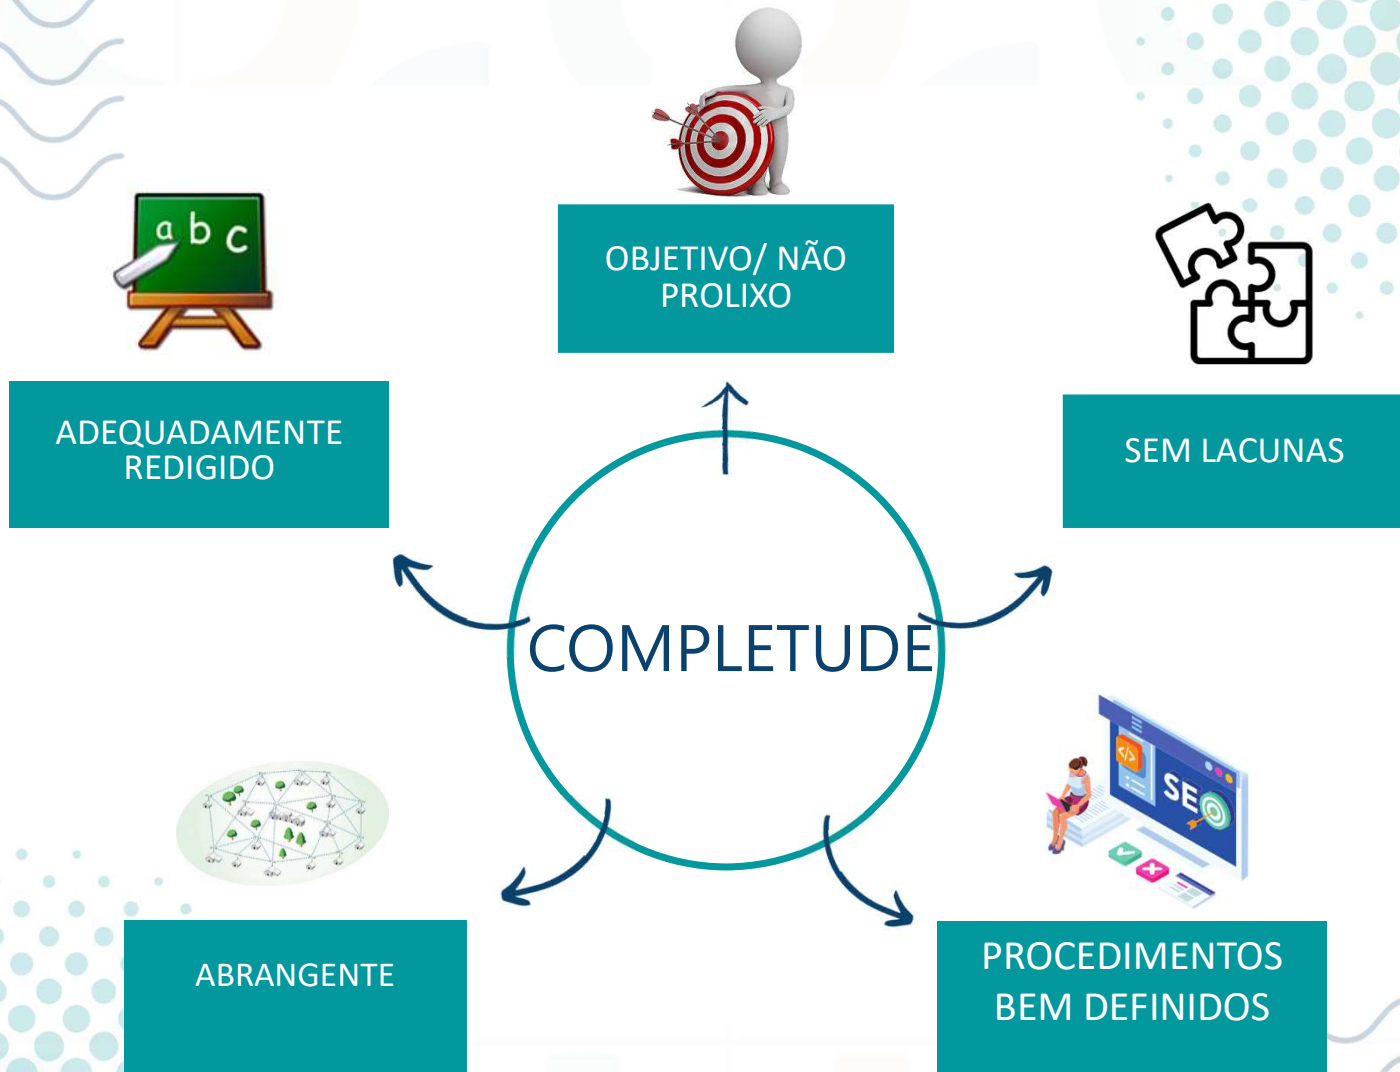 OBJETIVO/ NÃO
PROLIXO
a b c
ADEQUADAMENTE
REDIGIDO
SEM LACUNAS
COMPLETUDE
</>
SEO
ABRANGENTE
PROCEDIMENTOS
BEM DEFINIDOS